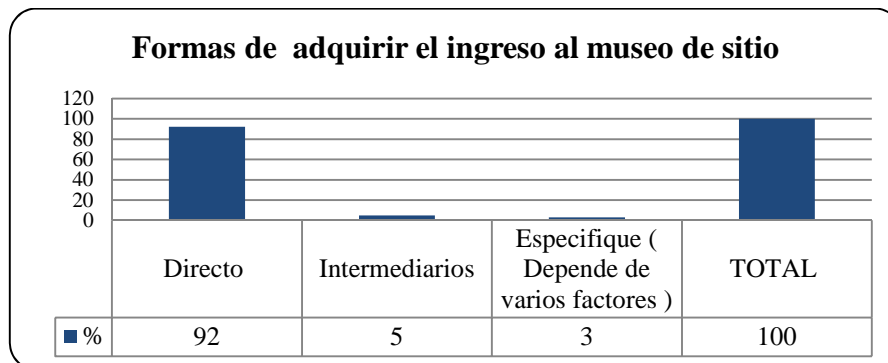 Formas de  adquirir el ingreso al museo de sitio
120
100
80
60
40
20
0
Directo
Intermediarios
Especifique (
Depende de
varios factores )
TOTAL
% 92 5 3 100